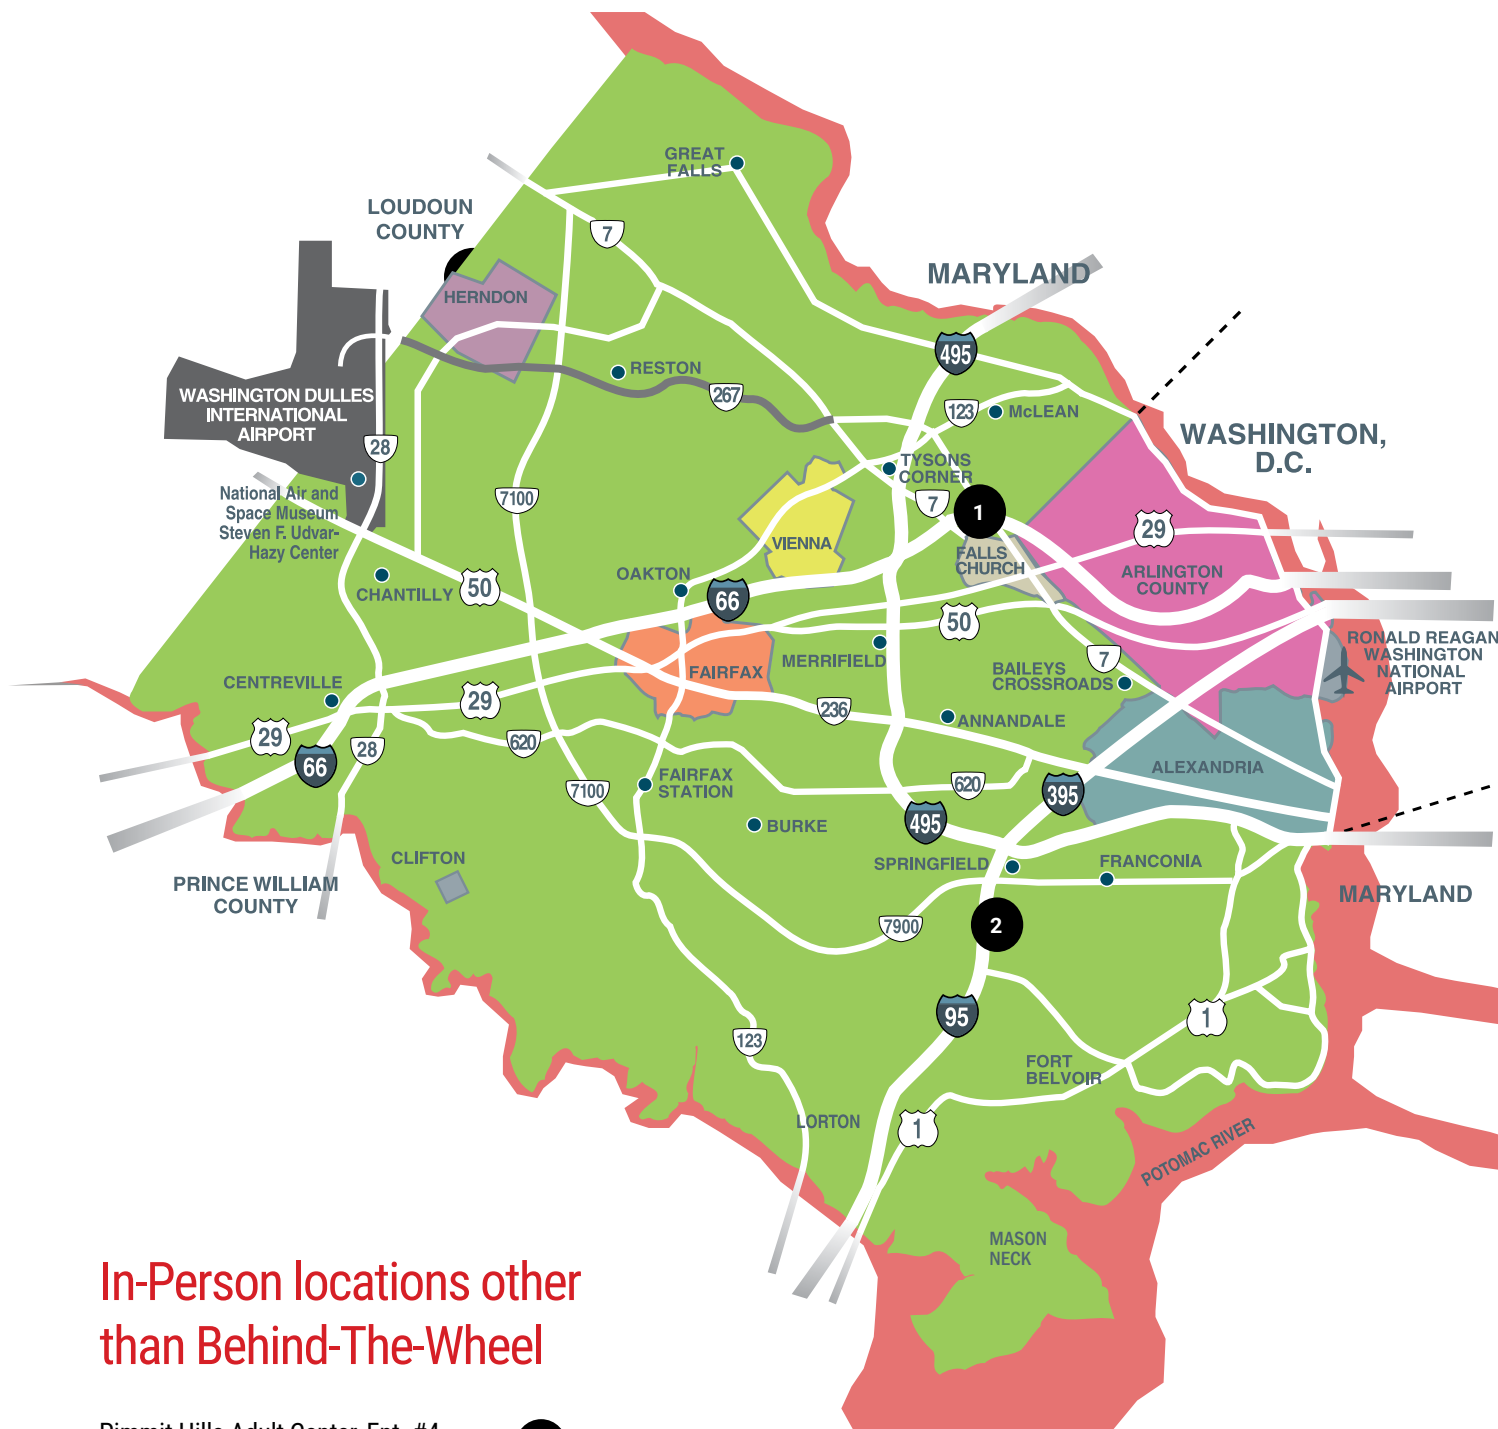 GREAT
FALLS
LOUDOUN
COUNTY
7
MARYLAND
HERNDON
495
RESTON
267
123
McLEAN
WASHINGTON DULLES
INTERNATIONAL
AIRPORT
28
WASHINGTON,
D.C.
TYSONS
CORNER
National Air and
Space Museum
Steven F. Udvar-
Hazy Center
7100
7
1
29
VIENNA
FALLS
CHURCH
OAKTON
CHANTILLY
50
66
ARLINGTON
COUNTY
50
RONALD REAGAN
WASHINGTON
NATIONAL
AIRPORT
MERRIFIELD
7
FAIRFAX
BAILEYS
CROSSROADS
CENTREVILLE
29
236
ANNANDALE
29
28
620
66
ALEXANDRIA
FAIRFAX
STATION
7100
620
395
495
BURKE
CLIFTON
SPRINGFIELD
FRANCONIA
PRINCE WILLIAM
COUNTY
MARYLAND
7900
2
95
1
123
FORT
BELVOIR
LORTON
1
POTOMAC RIVER
MASON
NECK
In-Person locations other
than Behind-The-Wheel